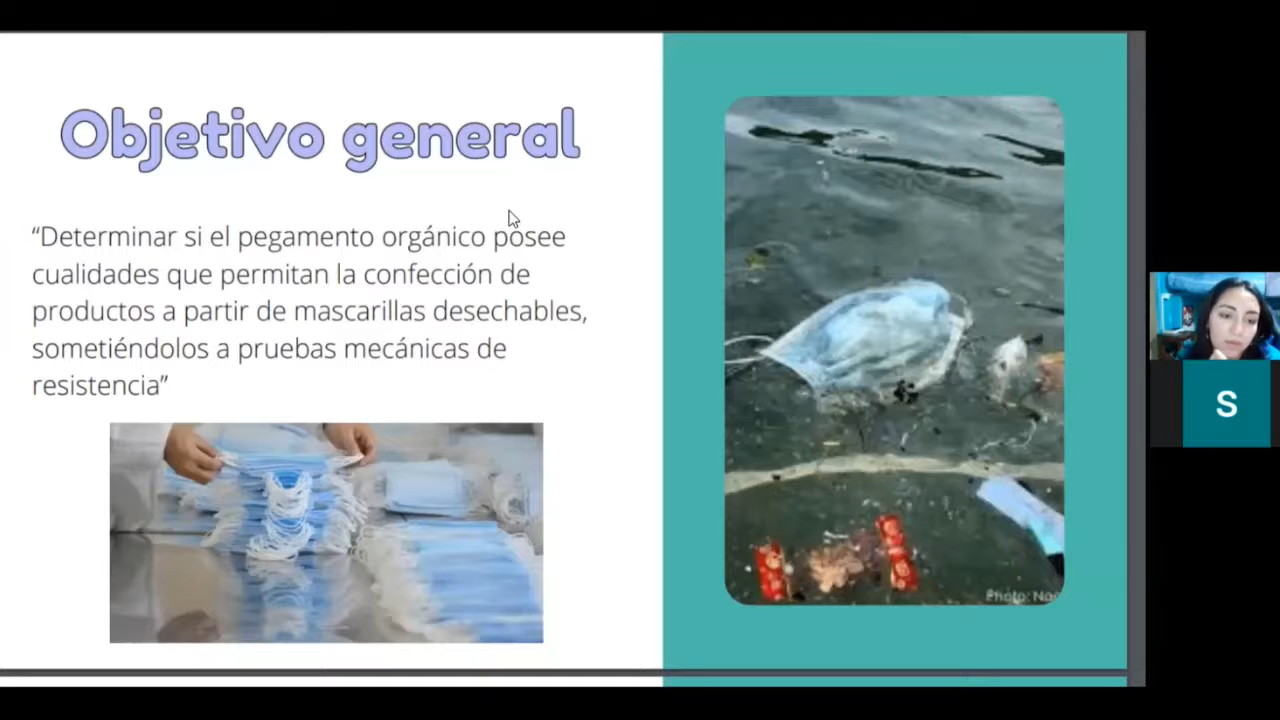 Objetivo general
“Determinar si el pegamento orgánico posee
cualidades que permitan la confección de
productos a partir de mascarillas desechables,
sometiéndolos a pruebas mecánicas de
resistencia”
Photo:
S